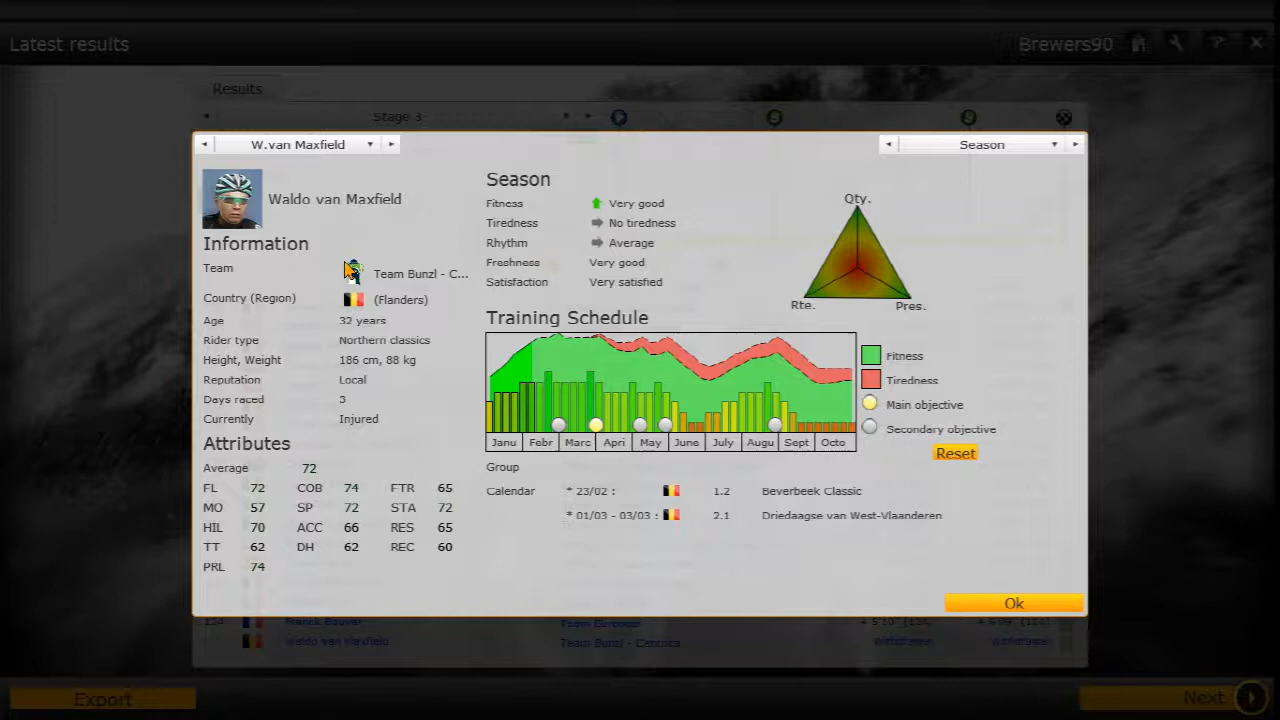 Latest results
Brewers90
Results
Stage 3
W.van Maxfield
Season
Waldo van Maxfield
Information
Team Team Bunzl - C...
Country (Region) (Flanders)
Age 32 years
Rider type Northern classics
Height, Weight 186 cm, 88 kg
Reputation Local
Days raced 3
Currently Injured
Attributes
Average 72
FL 72 COB 74 FTR 65
MO 57 SP 72 STA 72
HIL 70 ACC 66 RES 65
TT 62 DH 62 REC 60
PRL 74
Season
Fitness Very good
Tiredness No tiredness
Rhythm Average
Freshness Very good
Satisfaction Very satisfied
Qty.
Rte. Pres.
Training Schedule
Janu Febr Marc Apri May June July Augu Sept Octo
Fitness
Tiredness
Main objective
Secondary objective
Reset
Group
Calendar * 23/02 : 1.2 Beverbeek Classic
* 01/03 - 03/03 : 2.1 Driedaagse van West-Vlaanderen
Ok
Waldo van Maxfield Team Bunzl - Centrica Withdrawal Withdrawal
Export
Next